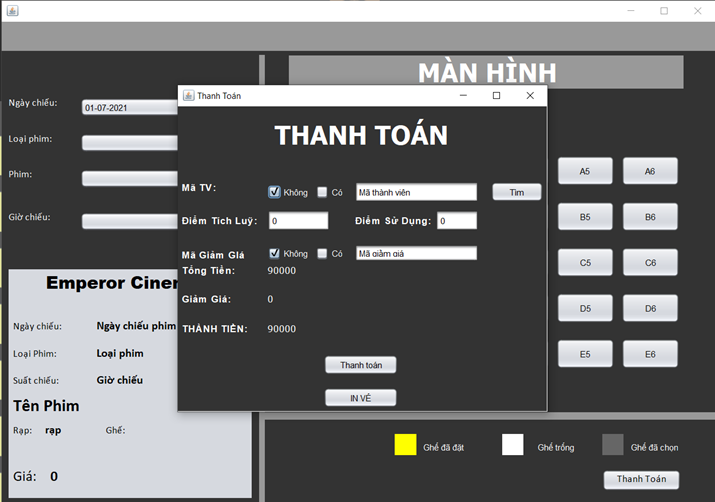 MÀN HÌNH
Ngày chiếu:
01-07-2021
Loại phim:
Phim:
Giờ chiếu:
Thanh Toán
THANH TOÁN
Mã TV:
Không
Có
Mã thành viên
Tìm
Điểm Tích Luỹ:
0
Điểm Sử Dụng:
0
Mã Giảm Giá
Không
Có
Mã giảm giá
Tổng Tiền:
90000
Giảm Giá:
0
THÀNH TIỀN:
90000
Thanh toán
IN VÉ
A5
A6
B5
B6
C5
C6
D5
D6
E5
E6
Emperor Cinem
Ngày chiếu:
Ngày chiếu phim
Loại Phim:
Loại phim
Suất chiếu:
Giờ chiếu
Tên Phim
Rạp:
rạp
Ghế:
Giá:
0
Ghế đã đặt
Ghế trống
Ghế đã chọn
Thanh Toán